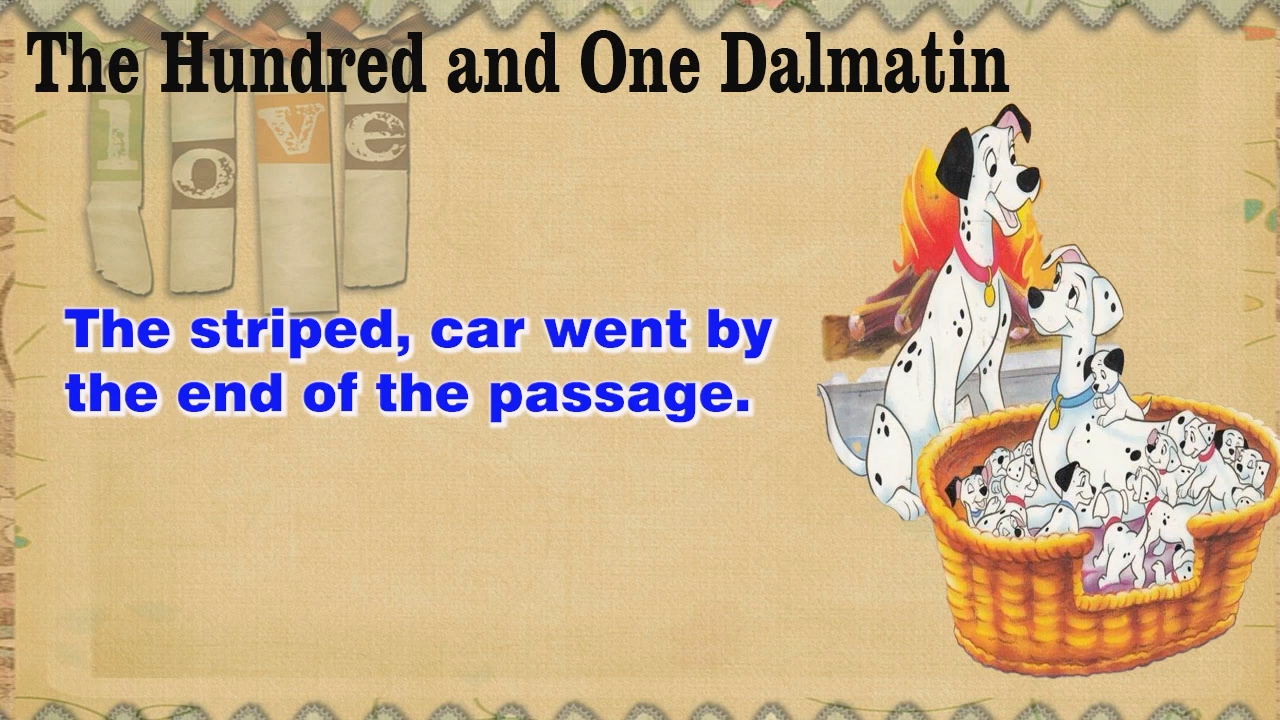 The Hundred and One Dalmatin
love
The striped, car went by
the end of the passage.